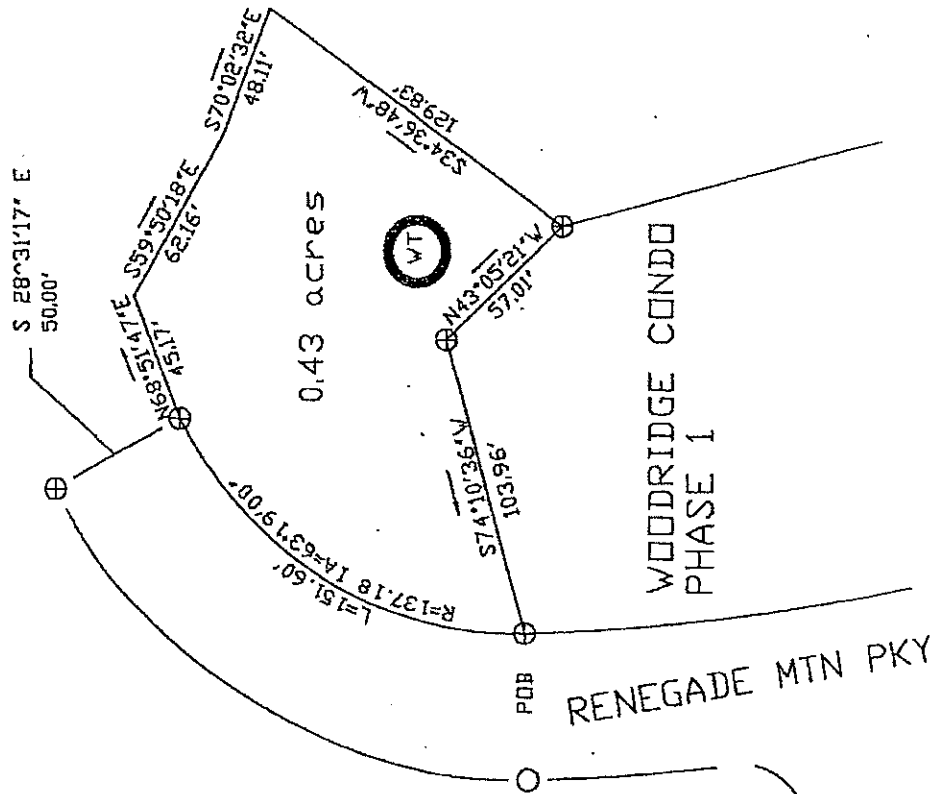 S 28°31'17" E
50.00'
N68°51'47"E
45.17'
S59°50'18"E
62.16'
S70°02'32"E
48.11'
S34°36'48"W
129.83'
0.43 acres
WT
N43°05'21"W
57.01'
S74°10'36"W
103.96'
L=151.60'
R=137.18 IA=63°19'00"
POB
WOODRIDGE CONDO
PHASE 1
RENEGADE MTN PKY